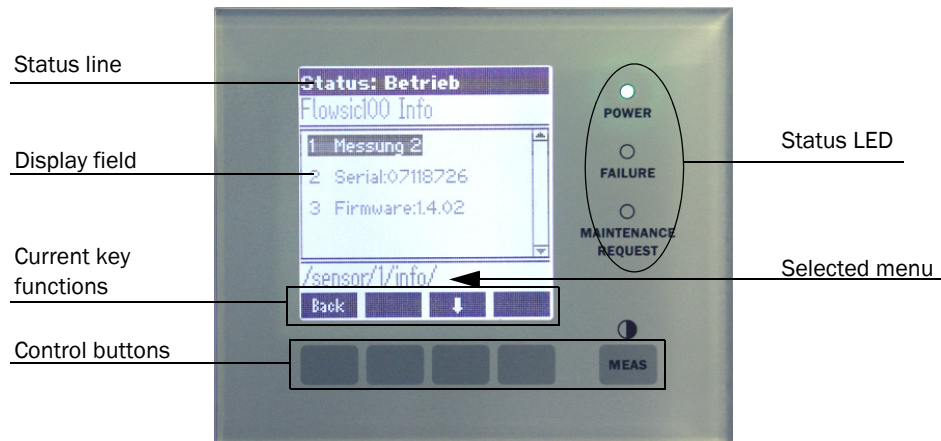 Status line
Display field
Current key
functions
Control buttons
Status: Betrieb
Flowsic100 Info
1 Messung 2
2 Serial:07118726
3 Firmware:1.4.02
/sensor/1/info/
Back
POWER
FAILURE
MAINTENANCE
REQUEST
MEAS
Status LED
Selected menu